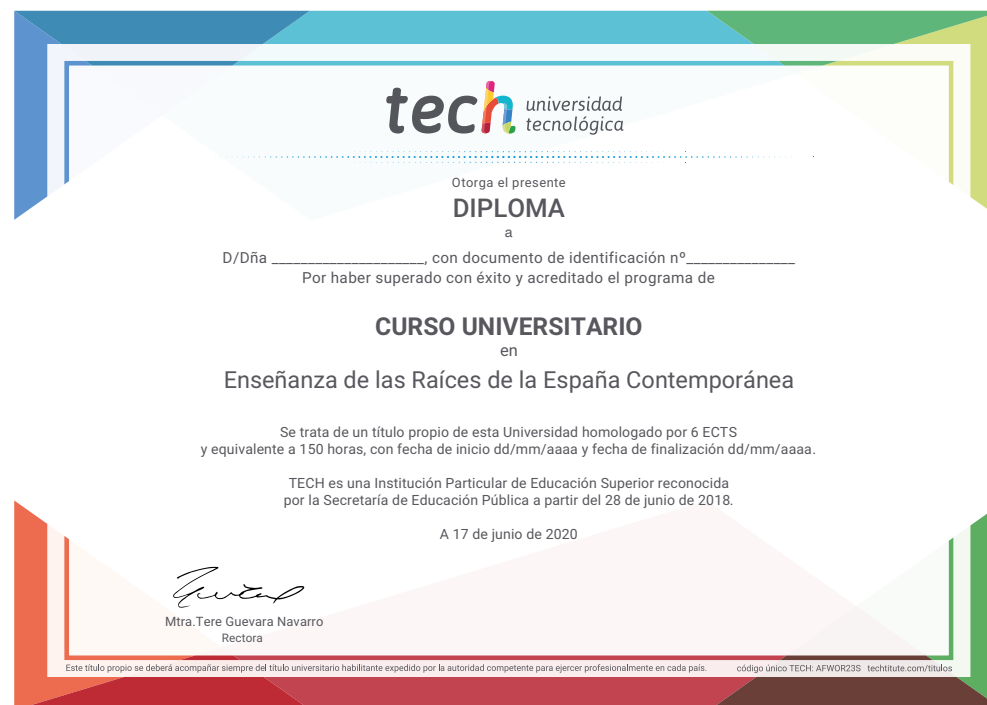 tech universidad
tecnológica
Otorga el presente
DIPLOMA
a
D/Dña _____________________, con documento de identificación nº_______________
Por haber superado con éxito y acreditado el programa de
CURSO UNIVERSITARIO
en
Enseñanza de las Raíces de la España Contemporánea
Se trata de un título propio de esta Universidad homologado por 6 ECTS
y equivalente a 150 horas, con fecha de inicio dd/mm/aaaa y fecha de finalización dd/mm/aaaa.
TECH es una Institución Particular de Educación Superior reconocida
por la Secretaría de Educación Pública a partir del 28 de junio de 2018.
A 17 de junio de 2020
Mtra.Tere Guevara Navarro
Rectora
Este título propio se deberá acompañar siempre del título universitario habilitante expedido por la autoridad competente para ejercer profesionalmente en cada país. código único TECH: AFWOR23S techtitute.com/titulos